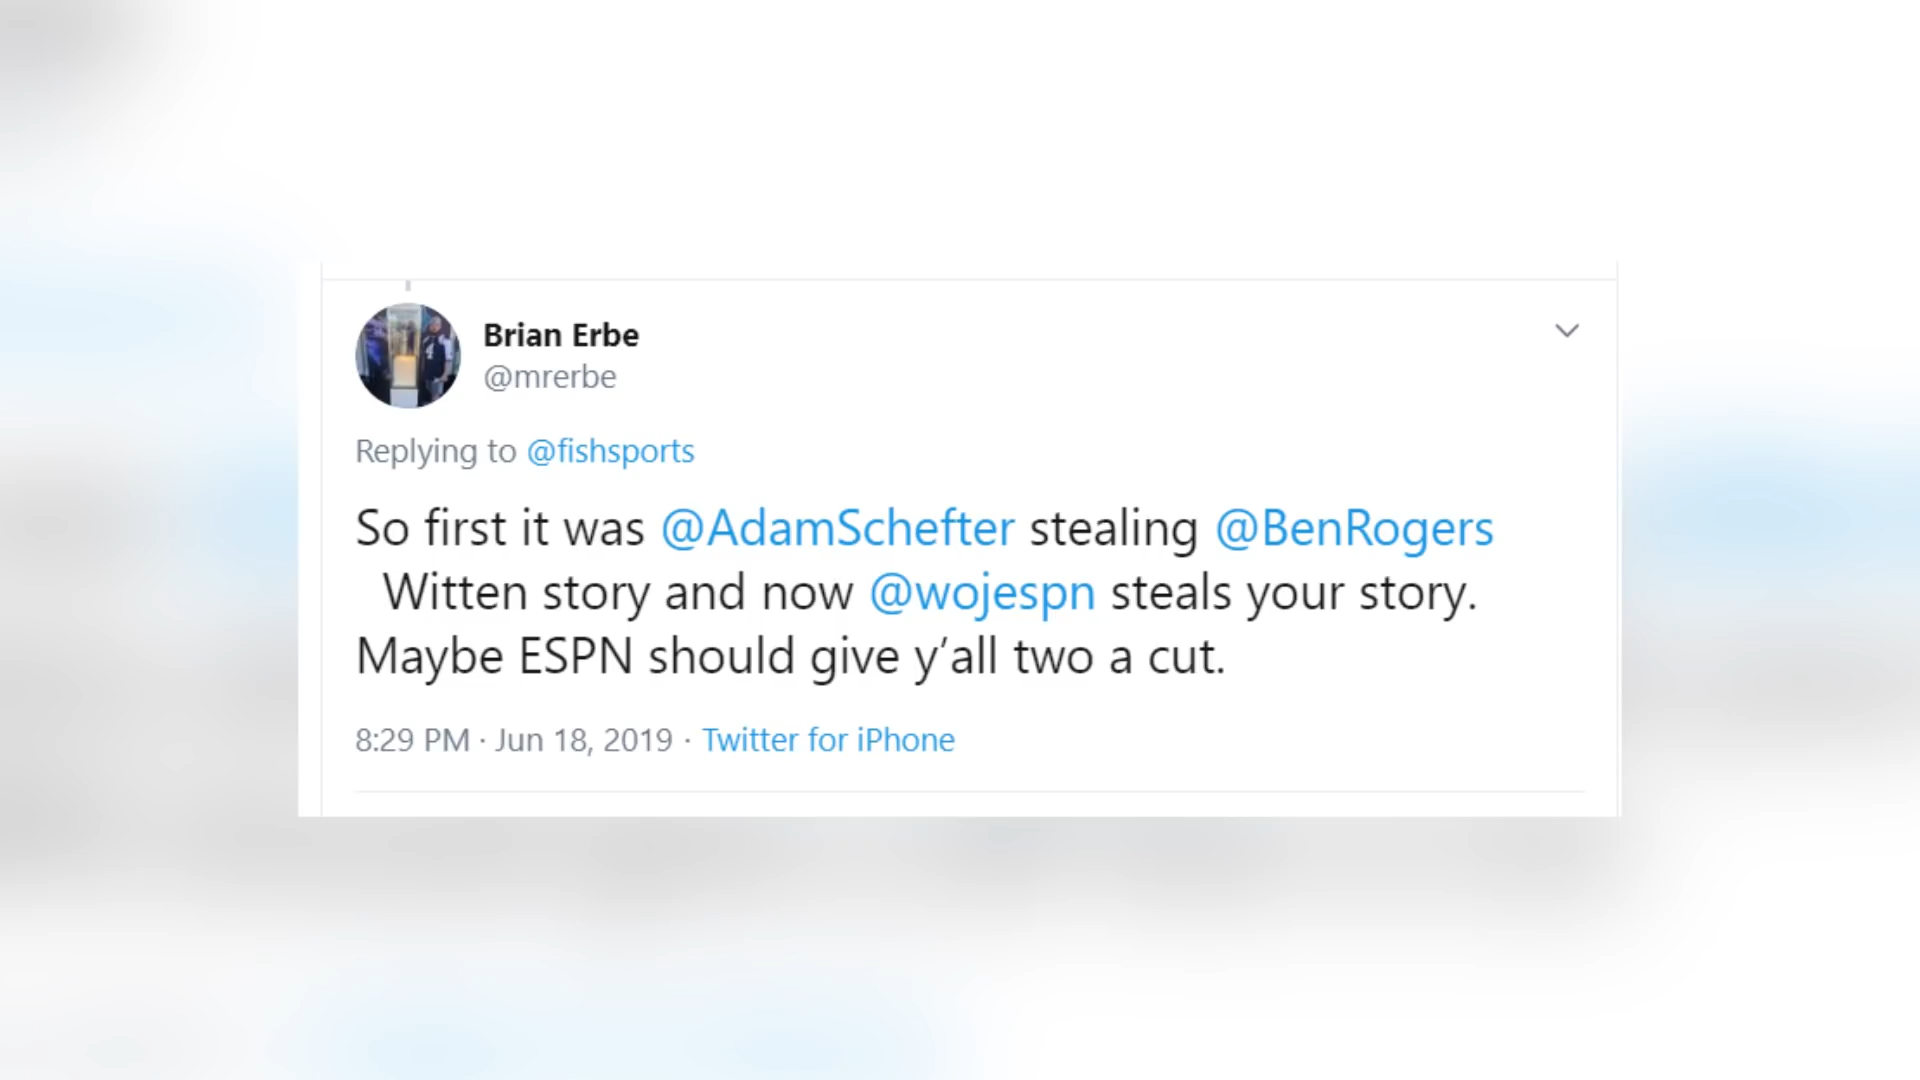 Brian Erbe
@mrerbe
Replying to @fishsports
So first it was @AdamSchefter stealing @BenRogers
Witten story and now @wojespn steals your story.
Maybe ESPN should give y’all two a cut.
8:29 PM · Jun 18, 2019 · Twitter for iPhone